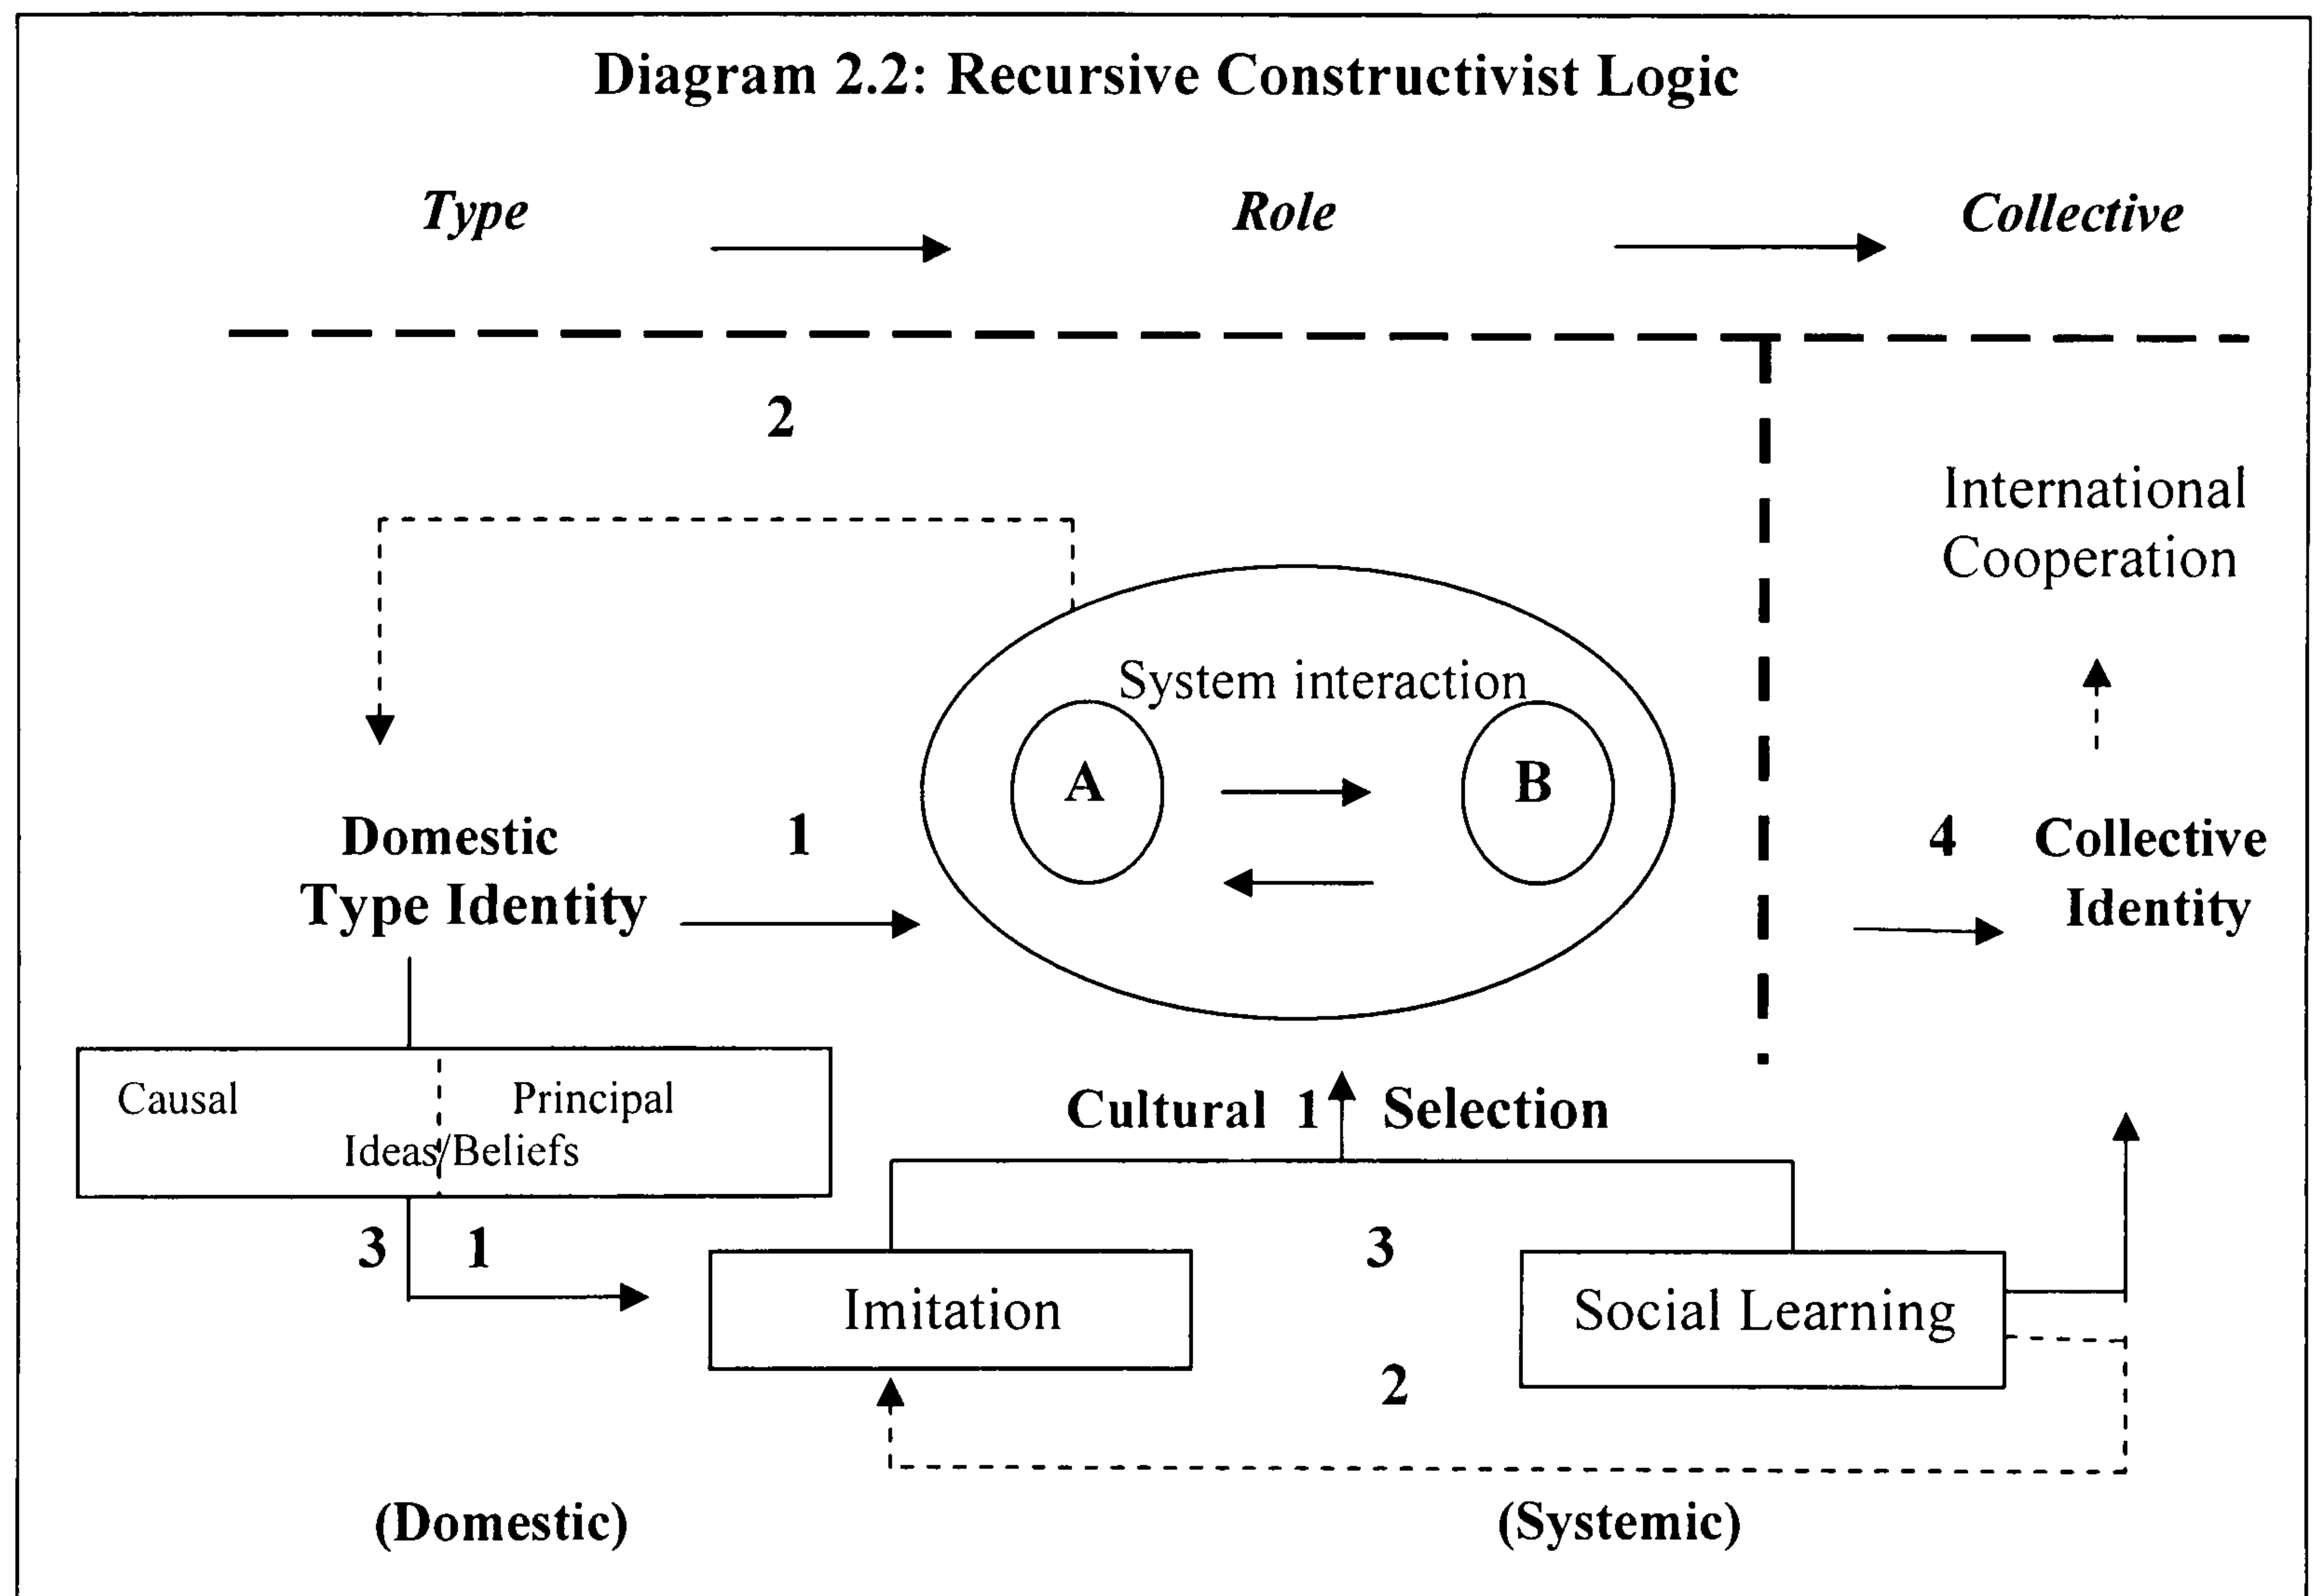 Diagram 2.2: Recursive Constructivist Logic
Type Role Collective
2
International
Cooperation
System interaction
A B
1
Domestic
Type Identity
4 Collective
Identity
Causal Principal
Ideas/Beliefs
Cultural 1 Selection
3 1
3
Imitation
Social Learning
2
(Domestic) (Systemic)